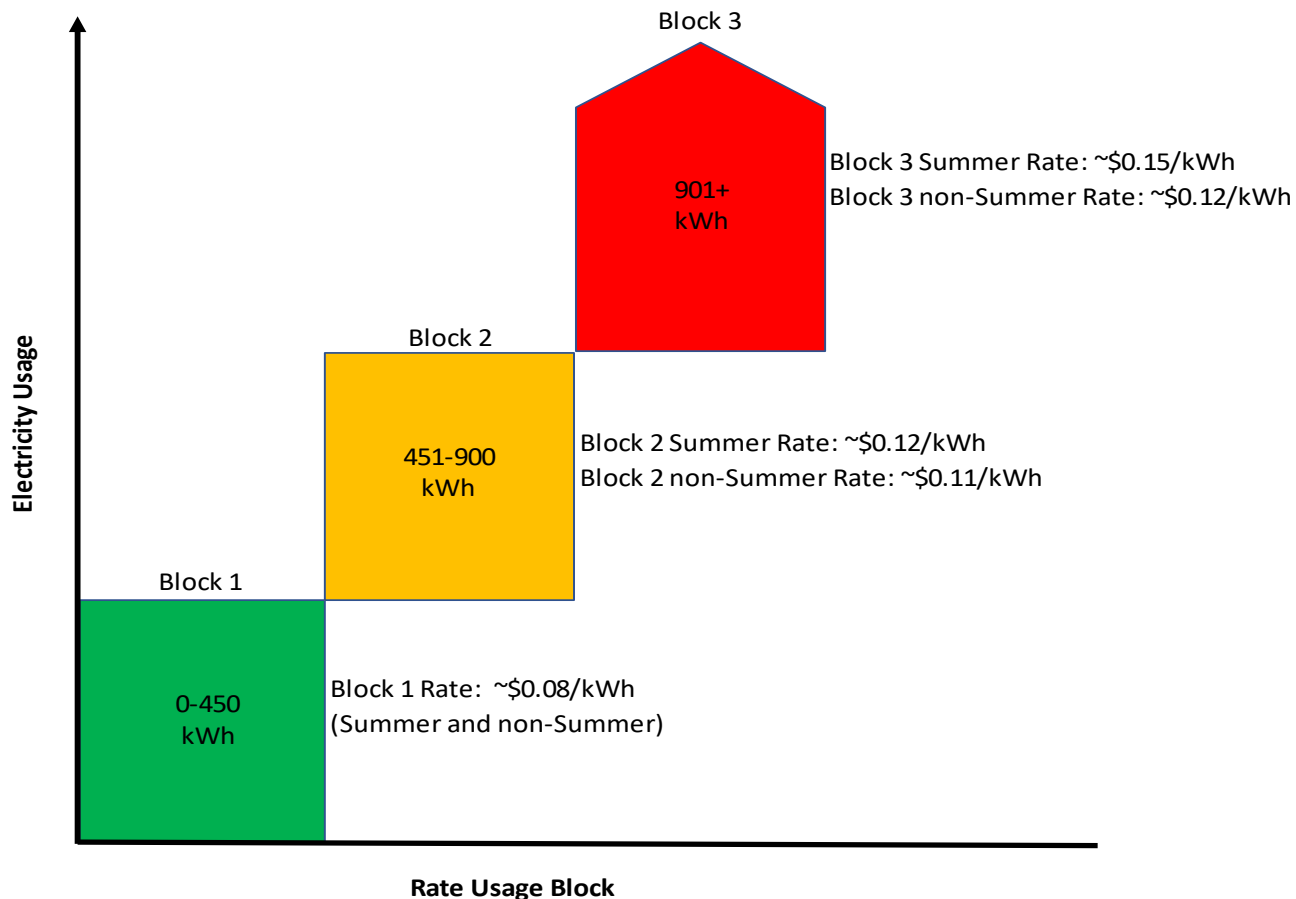 Block 3
901+
kWh
Block 3 Summer Rate: ~$0.15/kWh
Block 3 non-Summer Rate: ~$0.12/kWh
Block 2
451-900
kWh
Block 2 Summer Rate: ~$0.12/kWh
Block 2 non-Summer Rate: ~$0.11/kWh
Block 1
0-450
kWh
Block 1 Rate: ~$0.08/kWh
(Summer and non-Summer)
Electricity Usage
Rate Usage Block